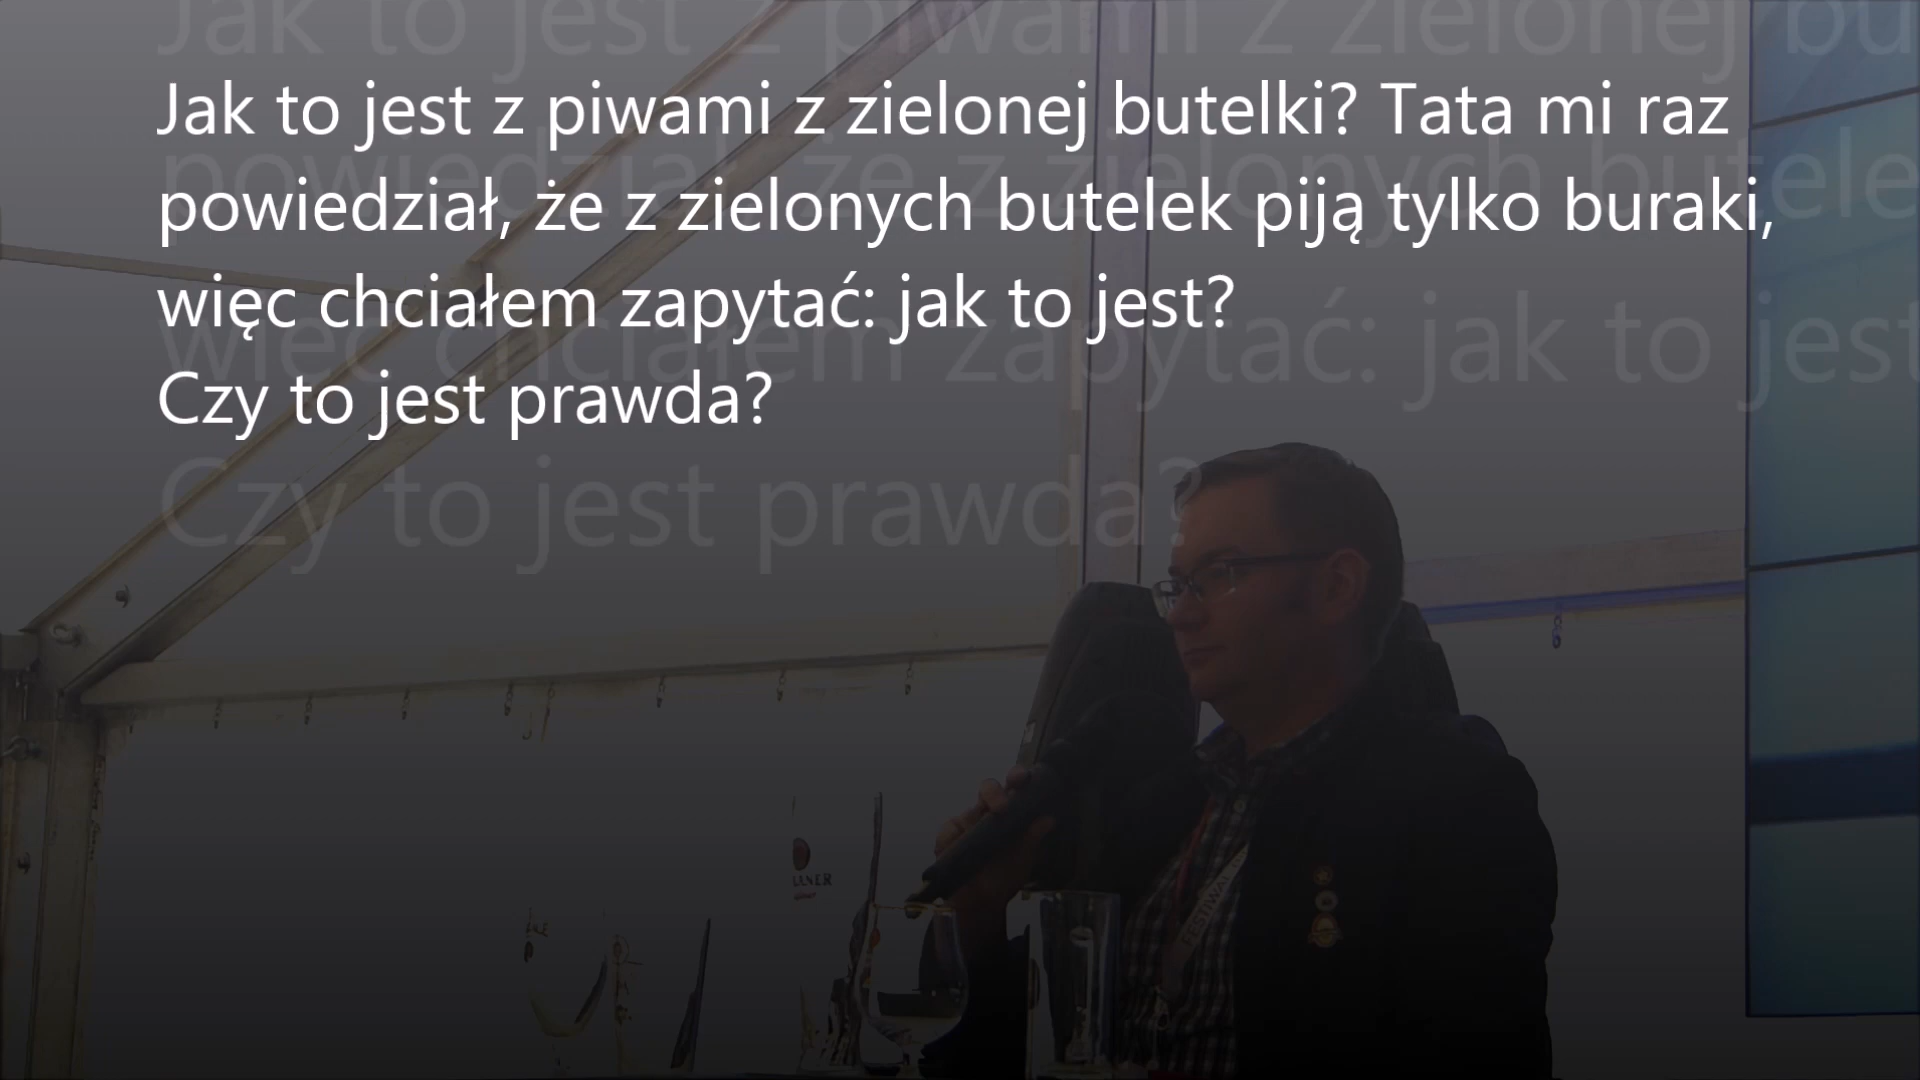 Jak to jest z piwami z zielonej butelki? Tata mi raz
powiedział, że z zielonych butelek piją tylko buraki,
więc chciałem zapytać: jak to jest?
Czy to jest prawda?
FESTIWAL